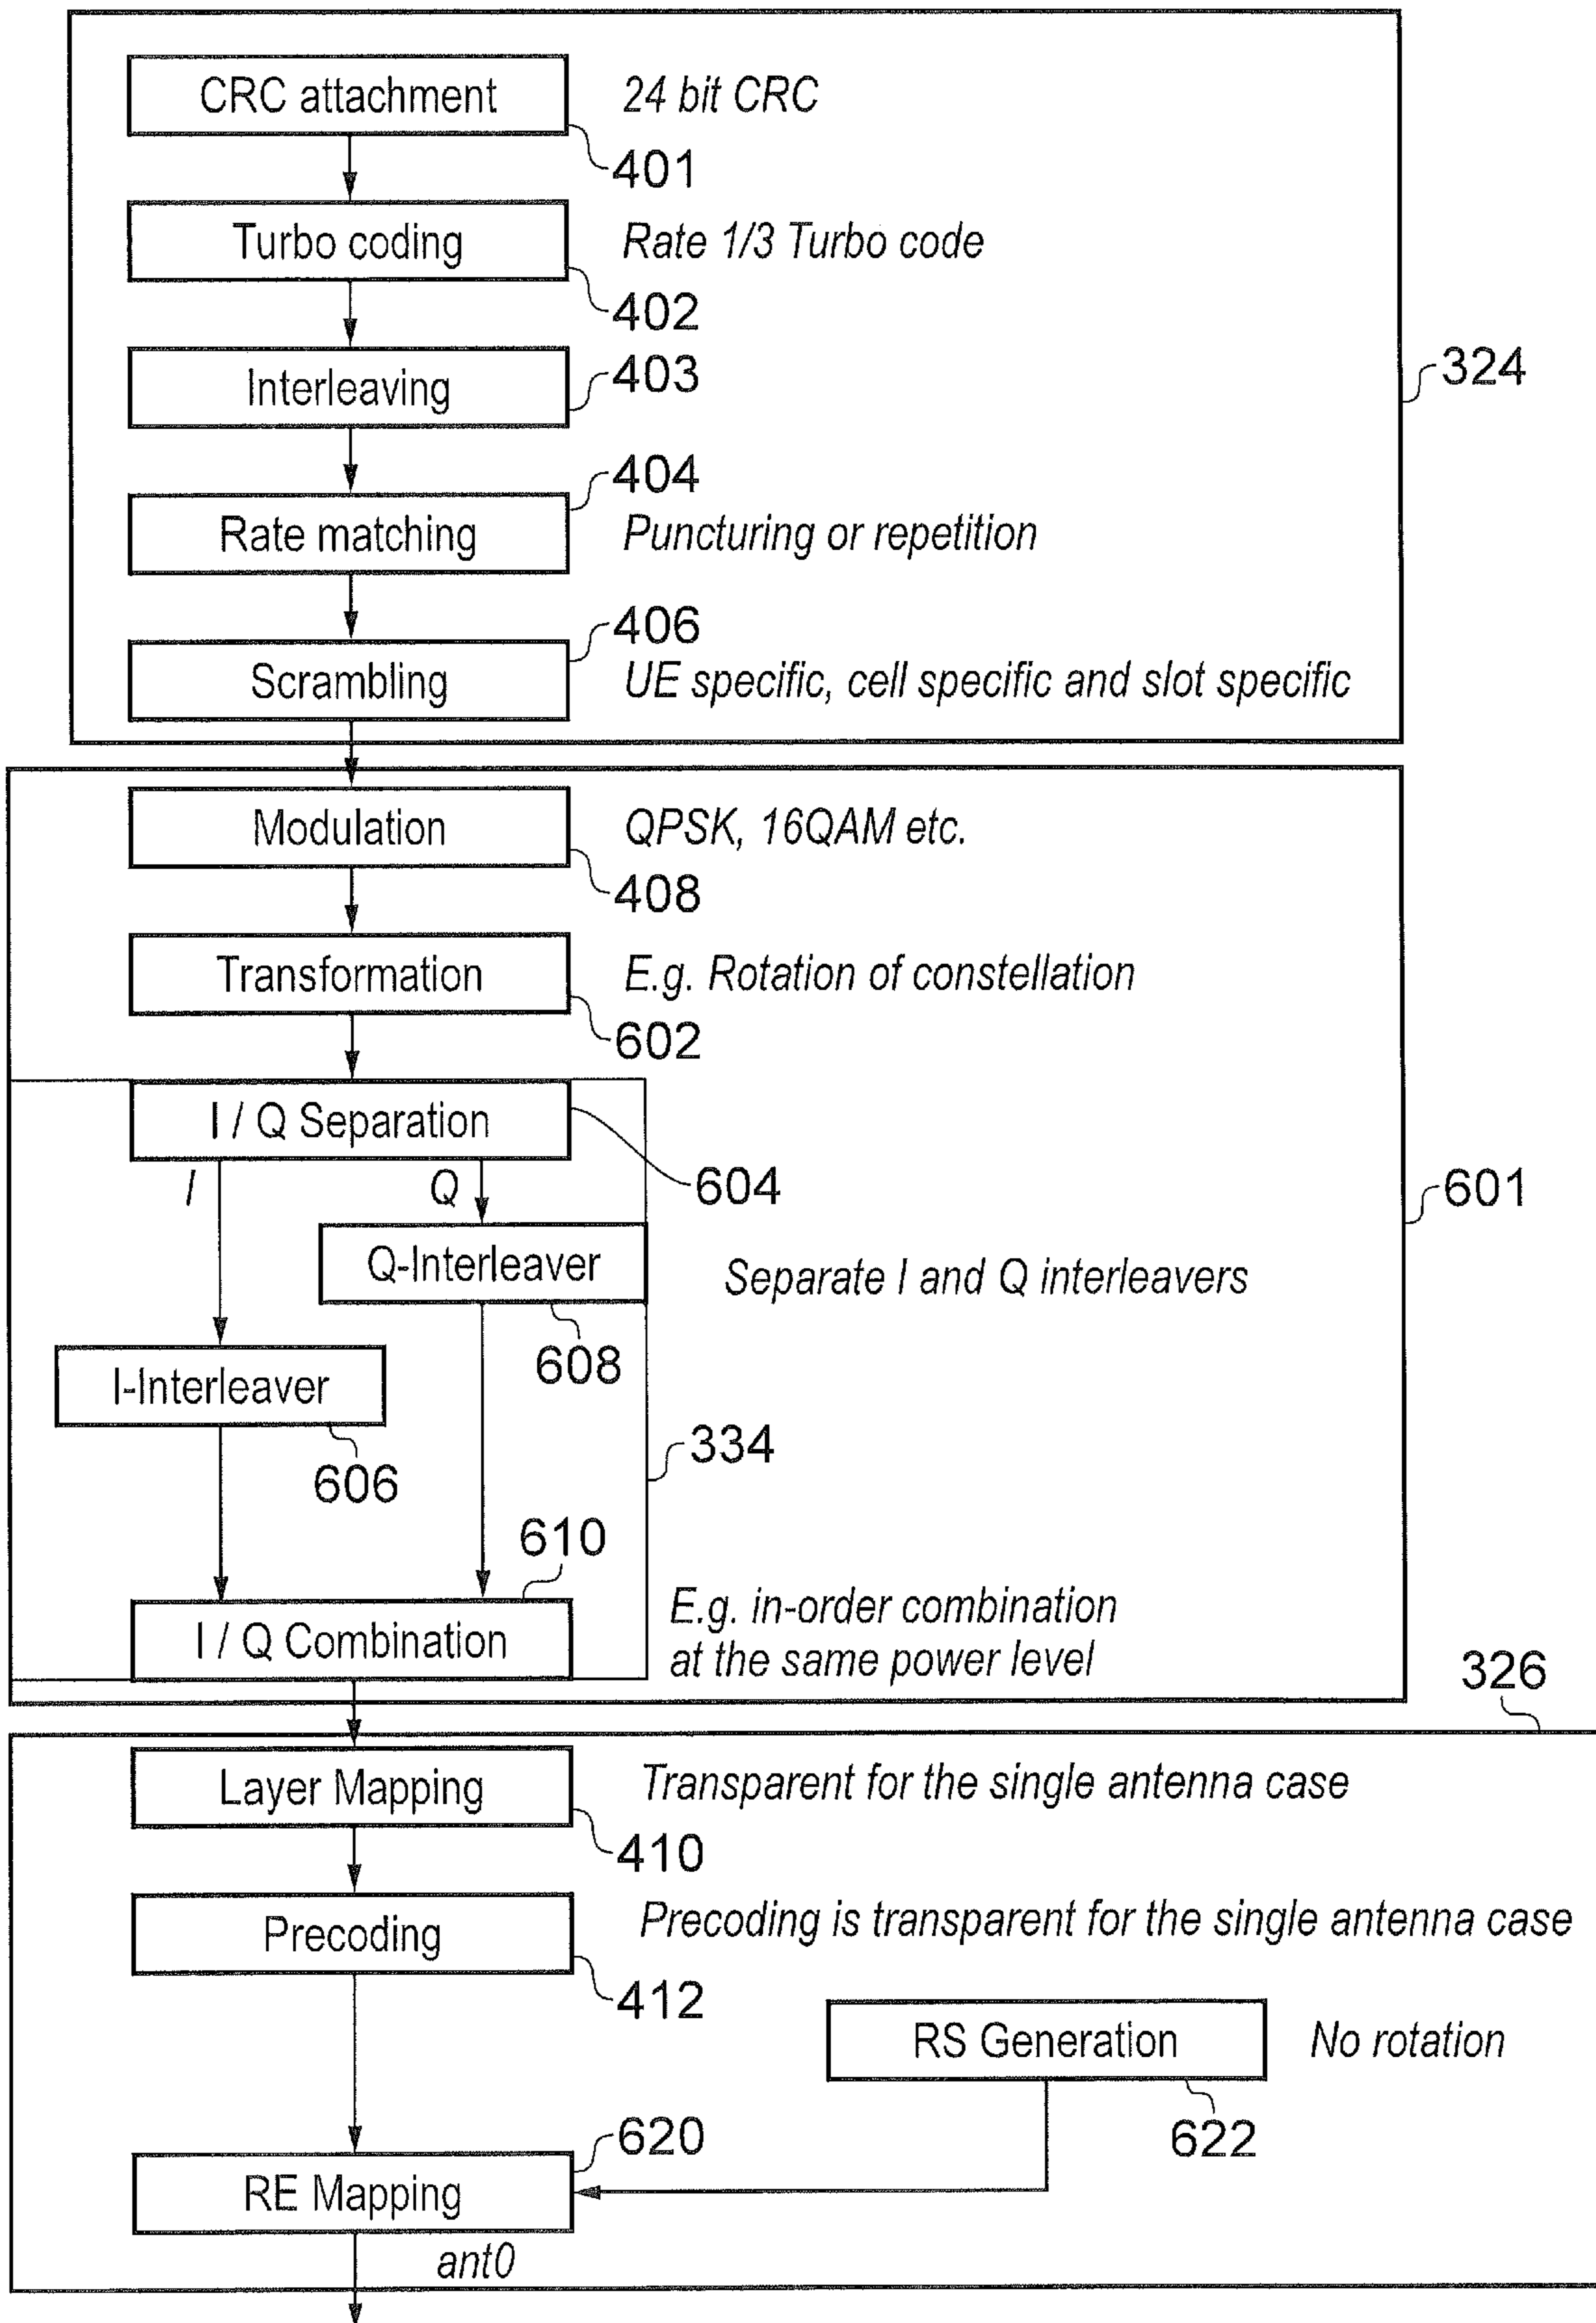 CRC attachment
24 bit CRC
401
Turbo coding
Rate 1/3 Turbo code
402
Interleaving
403
324
404
Rate matching
Puncturing or repetition
406
Scrambling
UE specific, cell specific and slot specific
Modulation
QPSK, 16QAM etc.
408
Transformation
E.g. Rotation of constellation
602
I / Q Separation
I
Q
604
601
Q-Interleaver
Separate I and Q interleavers
608
I-Interleaver
334
606
610
I / Q Combination
E.g. in-order combination
at the same power level
326
Layer Mapping
Transparent for the single antenna case
410
Precoding
Precoding is transparent for the single antenna case
412
RS Generation
No rotation
620
622
RE Mapping
ant0